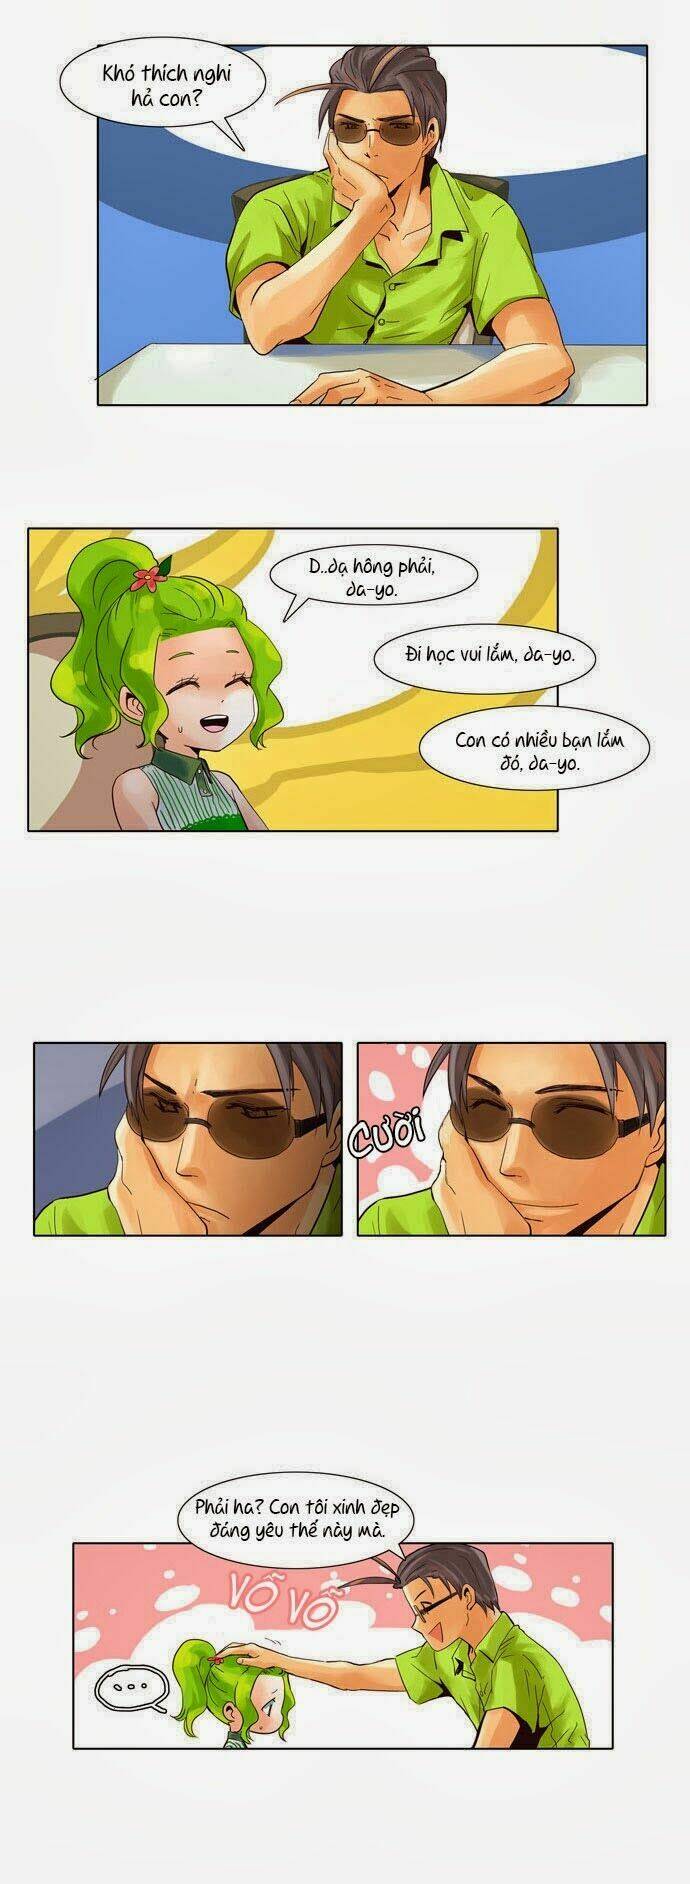 Khó thích nghi
hả con?
D..dạ hông phải,
da-yo.
Đi học vui lắm, da-yo.
Con có nhiều bạn lắm
đó, da-yo.
CƯỜI
Phải ha? Con tôi xinh đẹp
đáng yêu thế này mà.
VỖ VỖ
...